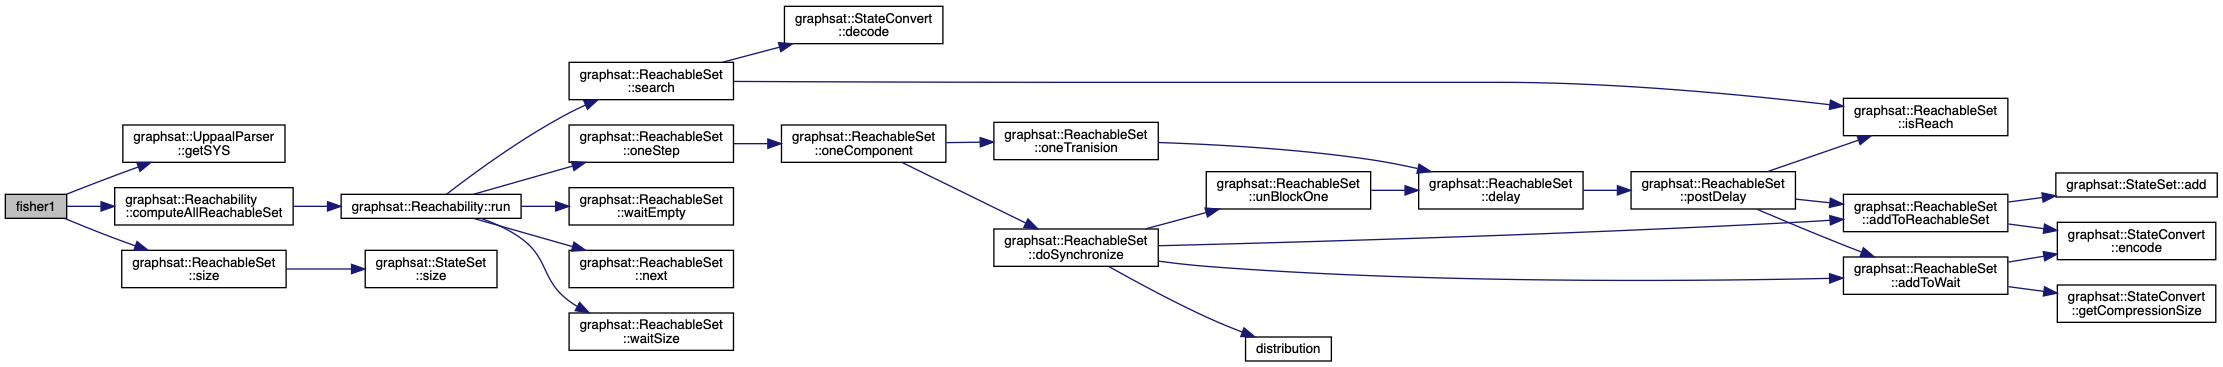 fisher1
graphsat::UppaalParser
::getSYS
graphsat::Reachability
::computeAllReachableSet
graphsat::ReachableSet
::size
graphsat::Reachability::run
graphsat::StateSet
::size
graphsat::ReachableSet
::search
graphsat::ReachableSet
::oneStep
graphsat::ReachableSet
::waitEmpty
graphsat::ReachableSet
::next
graphsat::ReachableSet
::waitSize
graphsat::StateConvert
::decode
graphsat::ReachableSet
::oneComponent
graphsat::ReachableSet
::oneTranision
graphsat::ReachableSet
::doSynchronize
graphsat::ReachableSet
::unBlockOne
distribution
graphsat::ReachableSet
::delay
graphsat::ReachableSet
::postDelay
graphsat::ReachableSet
::isReach
graphsat::ReachableSet
::addToReachableSet
graphsat::ReachableSet
::addToWait
graphsat::StateSet::add
graphsat::StateConvert
::encode
graphsat::StateConvert
::getCompressionSize